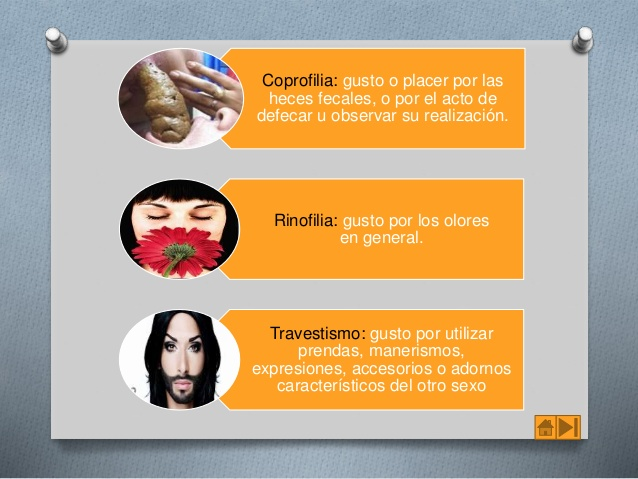 Coprofilia: gusto o placer por las
heces fecales, o por el acto de
defecar u observar su realización.
Rinofilia: gusto por los olores
en general.
Travestismo: gusto por utilizar
prendas, manerismos,
expresiones, accesorios o adornos
característicos del otro sexo